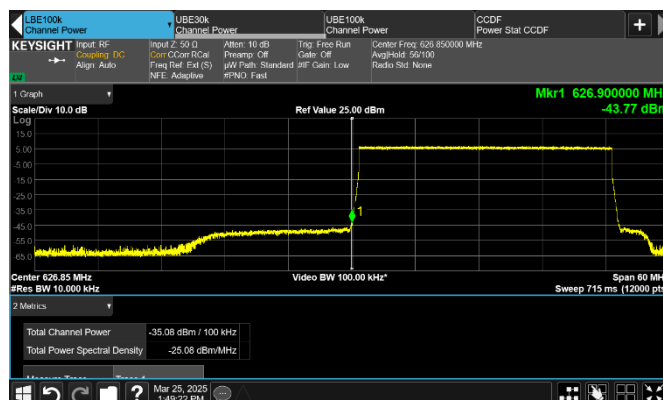 LBE100k
Channel Power
UBE30k
Channel Power
UBE100k
Channel Power
CCDF
Power Stat CCDF
+
KEYSIGHT
Input: RF
Coupling: DC
Align: Auto
Input Z: 50 Ω
Corr CCorr RCal
Freq Ref: Ext (S)
NFE: Adaptive
Atten: 10 dB
Preamp: Off
µW Path: Standard
#PNO: Fast
Trig: Free Run
Gate: Off
#IF Gain: Low
Center Freq: 626.850000 MHz
Avg|Hold: 56/100
Radio Std: None
1 Graph
Mkr1 626.900000 MH
-43.77 dBm
Scale/Div 10.0 dB
Ref Value 25.00 dBm
Log
15.0
5.00
-5.00
-15.0
-25.0
-35.0
-45.0
-55.0
-65.0
1
Center 626.85 MHz
Video BW 100.00 kHz*
Span 60 MH
#Res BW 10.000 kHz
Sweep 715 ms (12000 pts
2 Metrics
Total Channel Power -35.08 dBm / 100 kHz
Total Power Spectral Density -25.08 dBm/MHz
Measure Trace Trace 1
?
Mar 25, 2025
1:49:22 PM